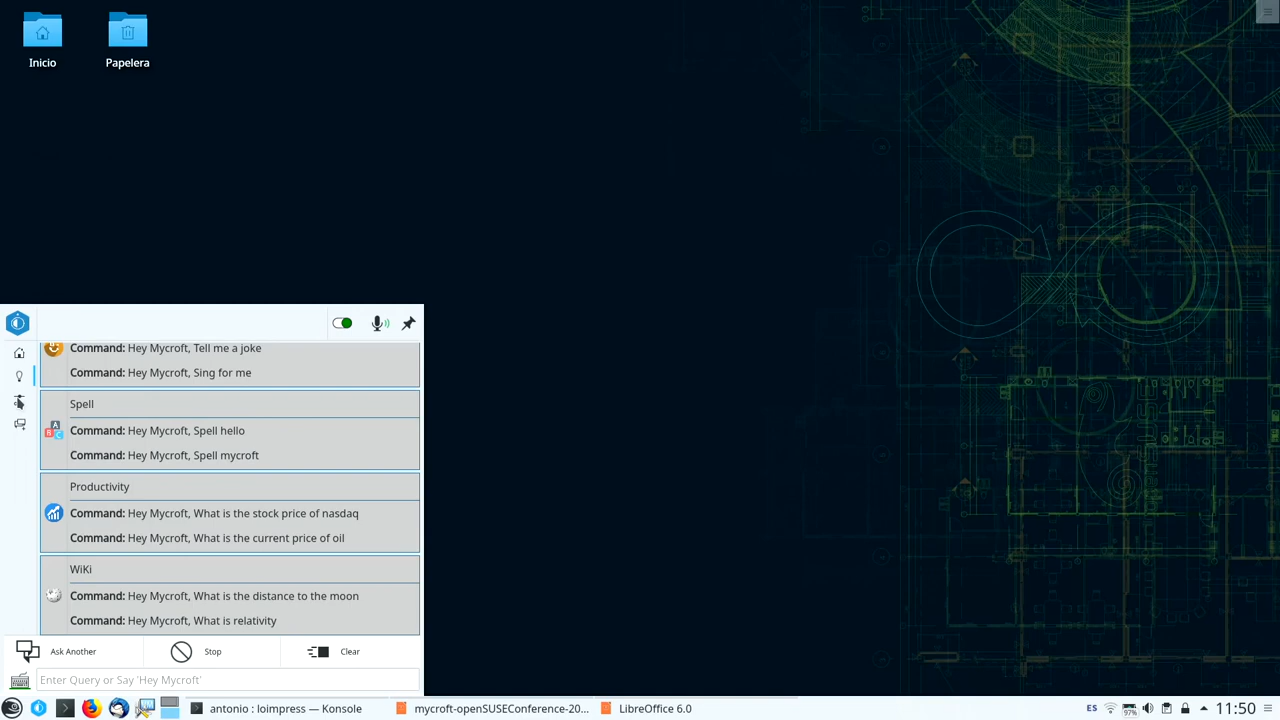 Inicio
Papelera
Command: Hey Mycroft, Tell me a joke
Command: Hey Mycroft, Sing for me
Spell
A
B C
Command: Hey Mycroft, Spell hello
Command: Hey Mycroft, Spell mycroft
Productivity
Command: Hey Mycroft, What is the stock price of nasdaq
Command: Hey Mycroft, What is the current price of oil
WiKi
Command: Hey Mycroft, What is the distance to the moon
Command: Hey Mycroft, What is relativity
Ask Another
Stop
Clear
Enter Query or Say 'Hey Mycroft'
antonio : loimpress — Konsole
mycroft-openSUSEConference-20...
LibreOffice 6.0
ES
97%
11:50